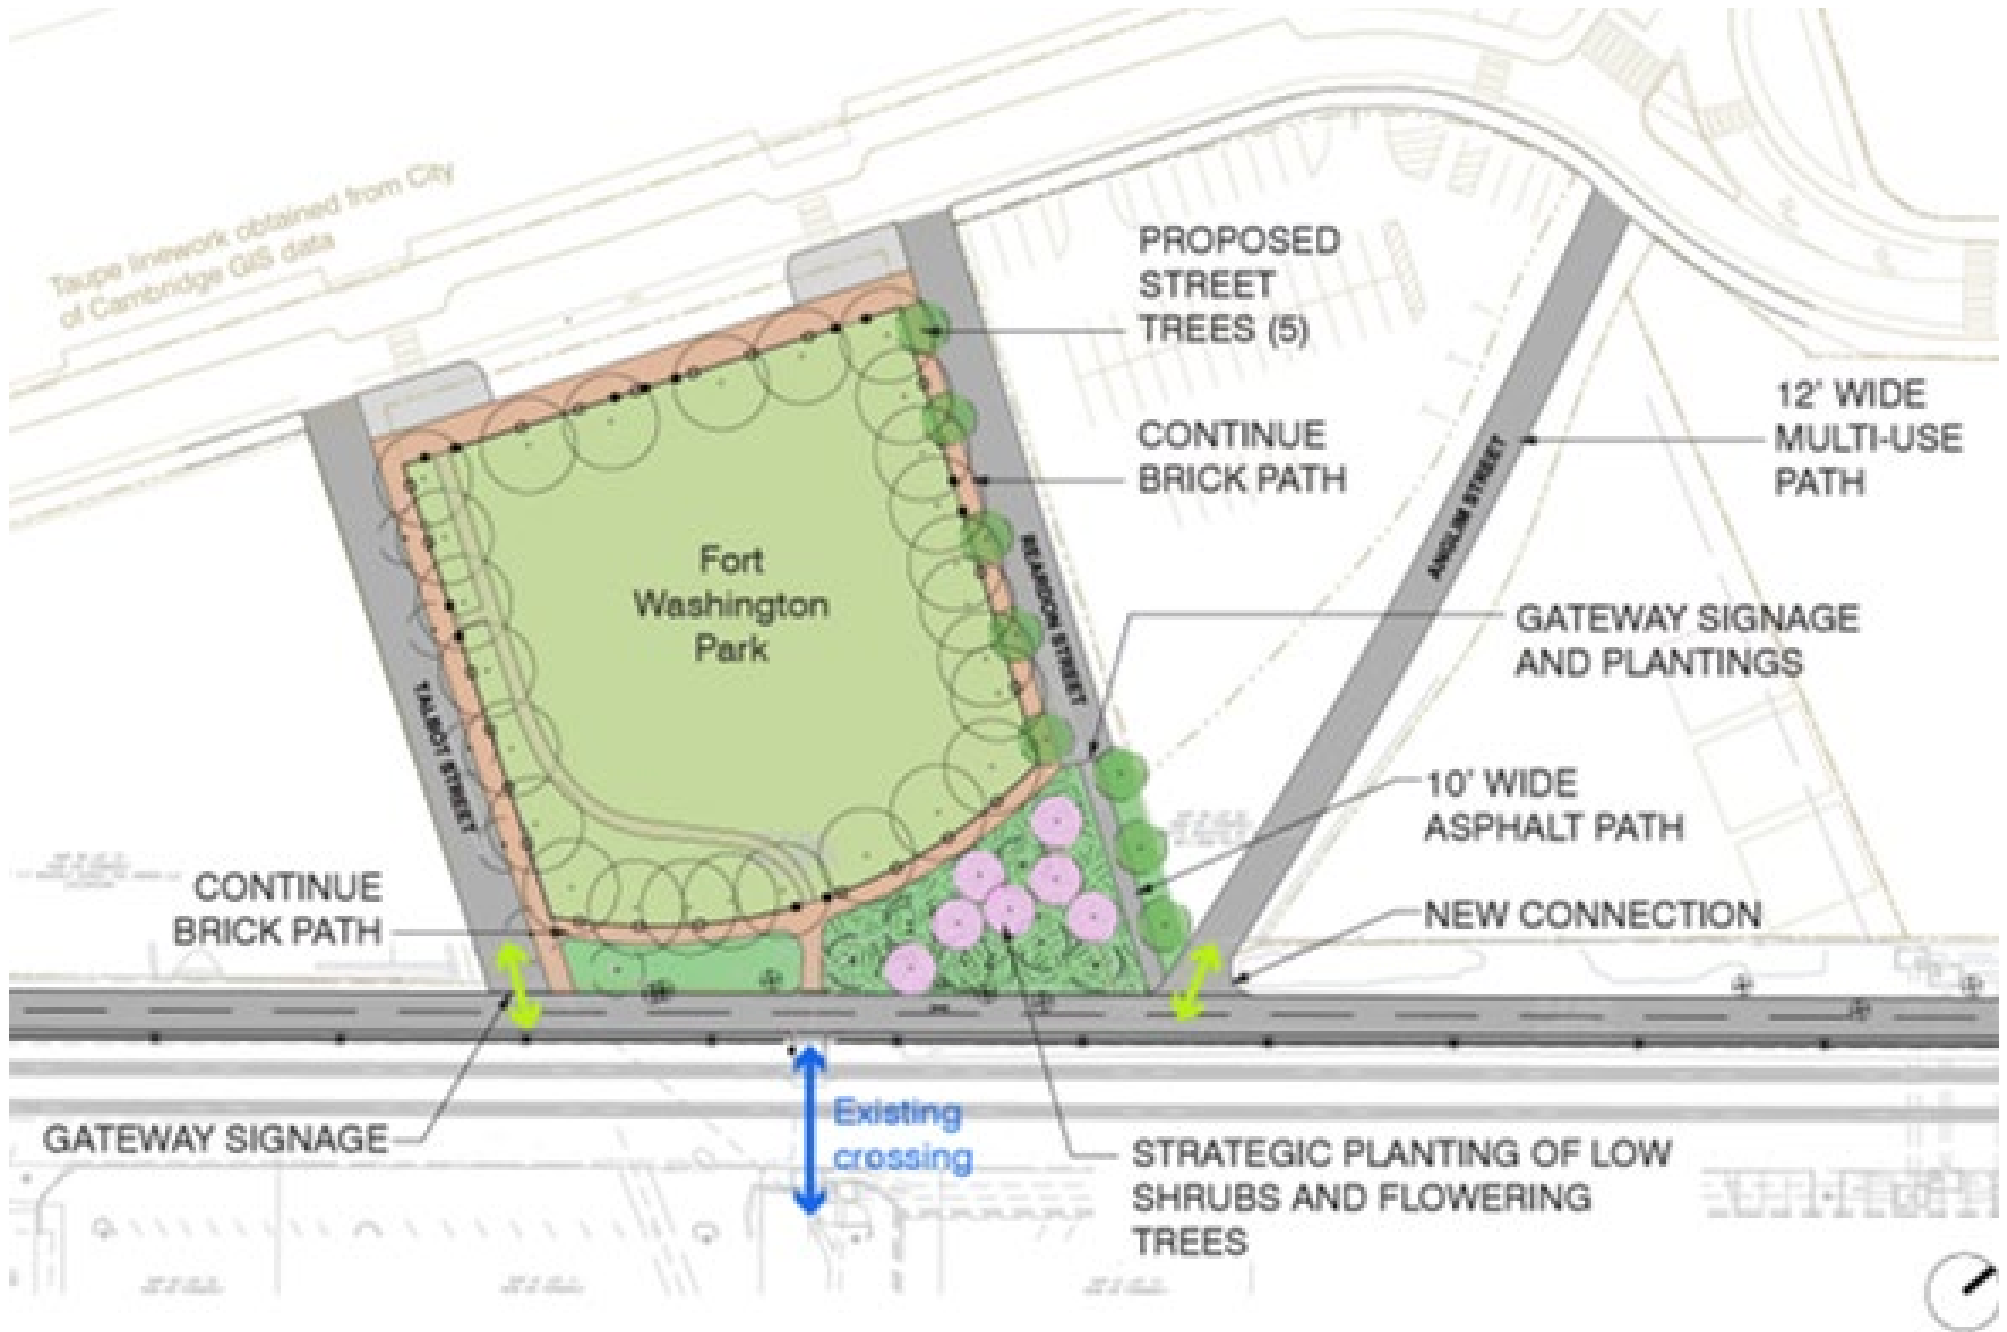 Taupe linework obtained from City
of Cambridge GIS data
PROPOSED
STREET
TREES (5)
CONTINUE
BRICK PATH
12' WIDE
MULTI-USE
PATH
ANGLIM STREET
Fort
Washington
Park
REARDON STREET
GATEWAY SIGNAGE
AND PLANTINGS
TALBOT STREET
10' WIDE
ASPHALT PATH
CONTINUE
BRICK PATH
NEW CONNECTION
GATEWAY SIGNAGE
Existing
crossing
STRATEGIC PLANTING OF LOW
SHRUBS AND FLOWERING
TREES